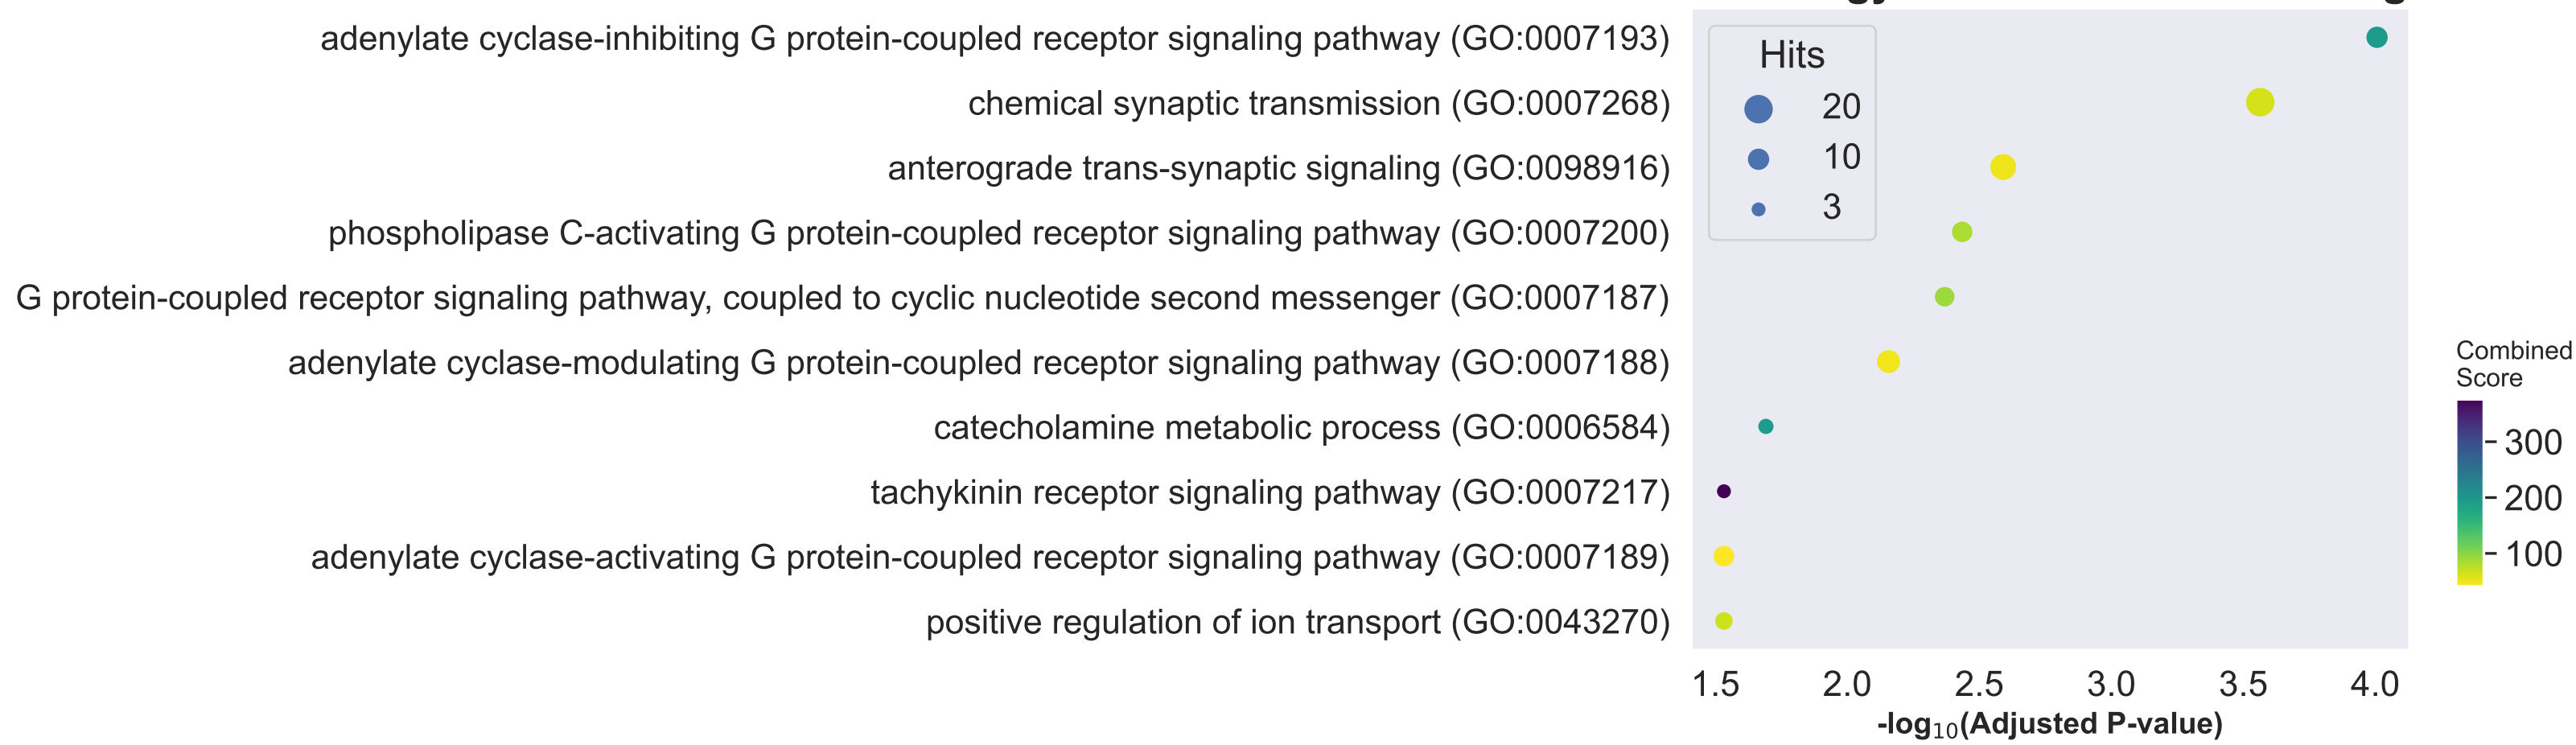 adenylate cyclase-inhibiting G protein-coupled receptor signaling pathway (GO:0007193)
chemical synaptic transmission (GO:0007268)
anterograde trans-synaptic signaling (GO:0098916)
phospholipase C-activating G protein-coupled receptor signaling pathway (GO:0007200)
G protein-coupled receptor signaling pathway, coupled to cyclic nucleotide second messenger (GO:0007187)
adenylate cyclase-modulating G protein-coupled receptor signaling pathway (GO:0007188)
catecholamine metabolic process (GO:0006584)
tachykinin receptor signaling pathway (GO:0007217)
adenylate cyclase-activating G protein-coupled receptor signaling pathway (GO:0007189)
positive regulation of ion transport (GO:0043270)
Hits
20
10
3
1.5 2.0 2.5 3.0 3.5 4.0
-log₁₀(Adjusted P-value)
Combined
Score
300
200
100